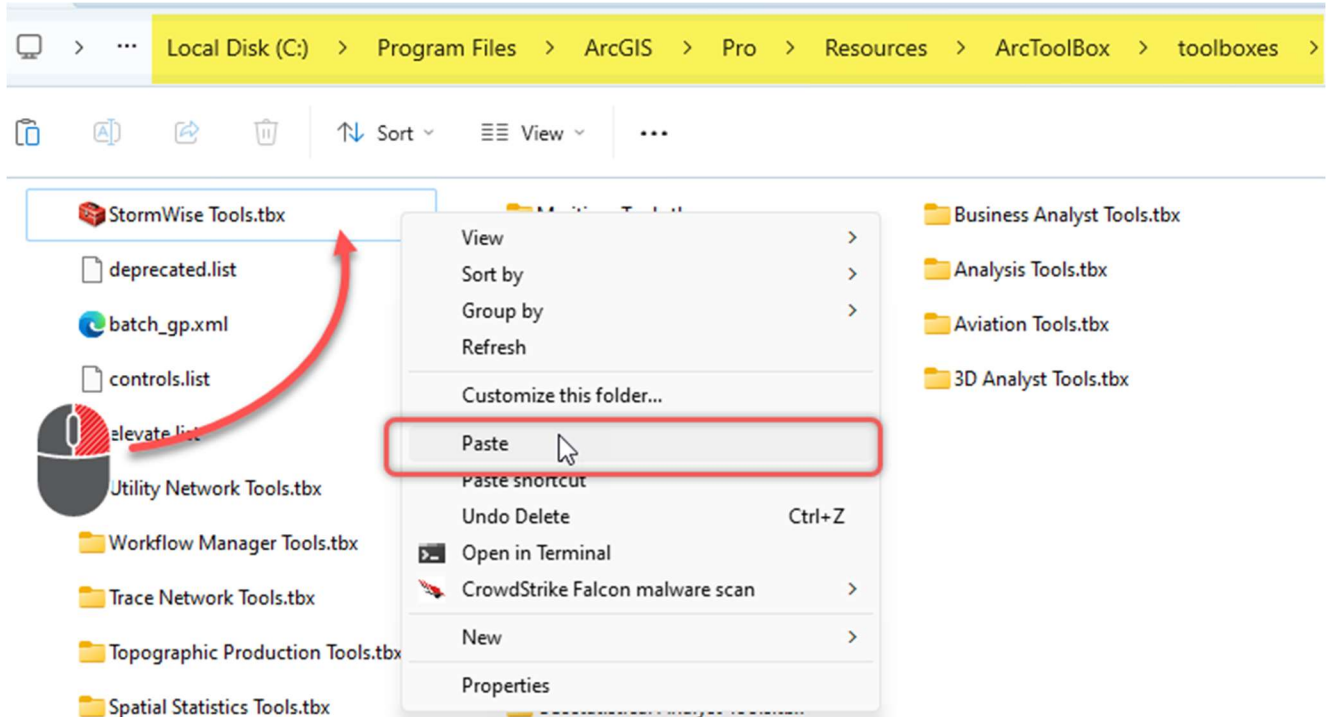 Local Disk (C:) > Program Files > ArcGIS > Pro > Resources > ArcToolBox > toolboxes >
Sort View
StormWise Tools.tbx
deprecated.list
batch_gp.xml
controls.list
elevate.list
Utility Network Tools.tbx
Workflow Manager Tools.tbx
Trace Network Tools.tbx
Topographic Production Tools.tbx
Spatial Statistics Tools.tbx
View
Sort by
Group by
Refresh
Customize this folder...
Paste
Paste shortcut
Undo Delete Ctrl+Z
Open in Terminal
CrowdStrike Falcon malware scan
New
Properties
Business Analyst Tools.tbx
Analysis Tools.tbx
Aviation Tools.tbx
3D Analyst Tools.tbx